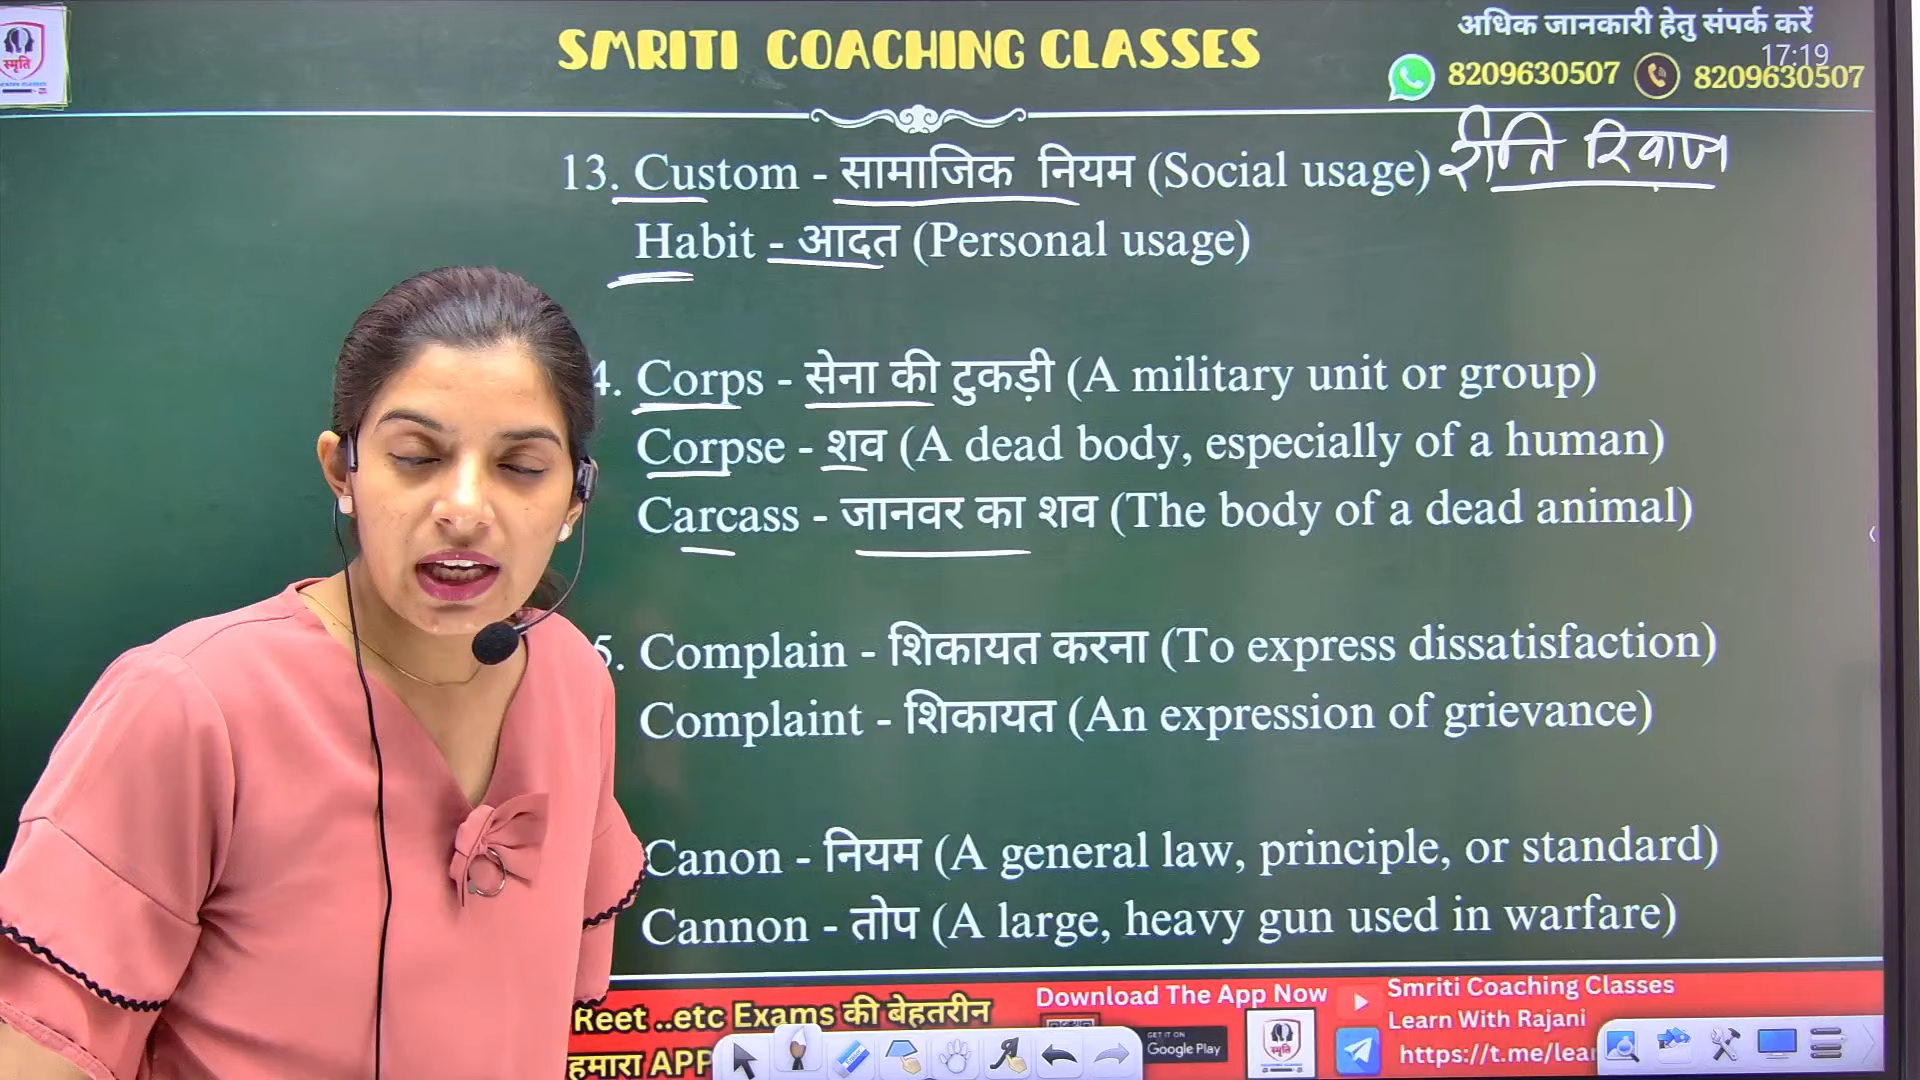 स्मृति
SMRITI COACHING CLASSES
अधिक जानकारी हेतु संपर्क करें
17:19
8209630507 8209630507
13. Custom - सामाजिक नियम (Social usage) रीति रिवाज
Habit - आदत (Personal usage)
4. Corps - सेना की टुकड़ी (A military unit or group)
Corpse - शव (A dead body, especially of a human)
Carcass - जानवर का शव (The body of a dead animal)
5. Complain - शिकायत करना (To express dissatisfaction)
Complaint - शिकायत (An expression of grievance)
Canon - नियम (A general law, principle, or standard)
Cannon - तोप (A large, heavy gun used in warfare)
Reet ..etc Exams की बेहतरीन
हमारा APP
Download The App Now
GET IT ON
Google Play
स्मृति
Smriti Coaching Classes
Learn With Rajani
https://t.me/lear